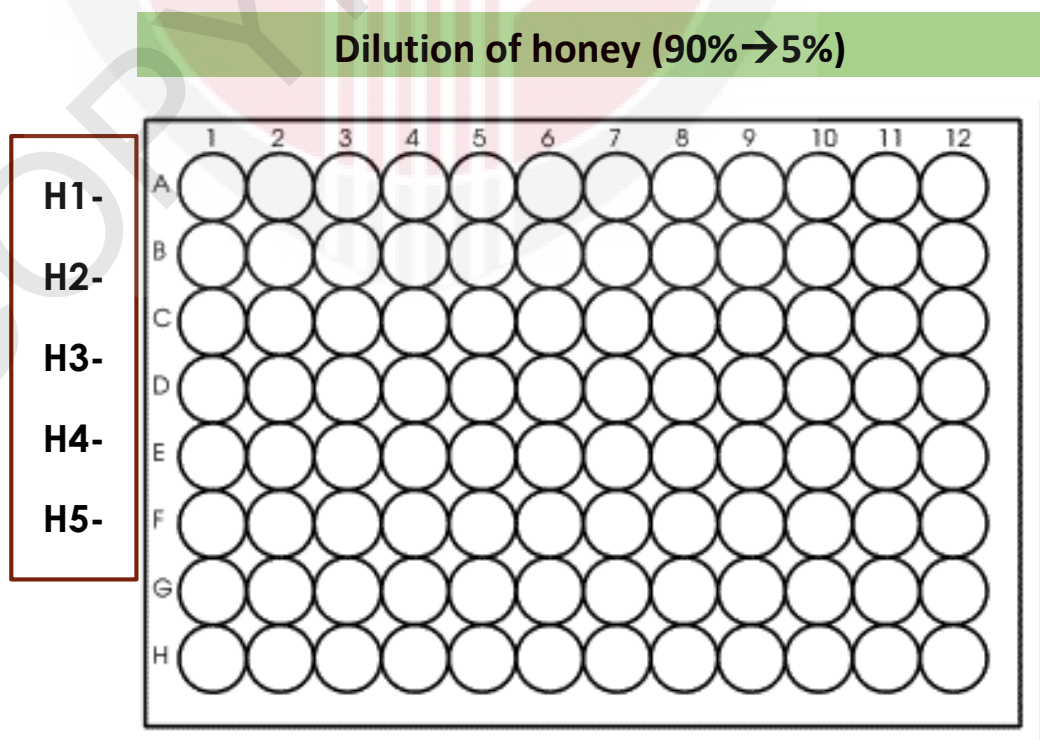 Dilution of honey (90%→5%)
1 2 3 4 5 6 7 8 9 10 11 12
H1-
A
B
H2-
C
H3-
D
H4-
E
H5-
F
G
H
COPY